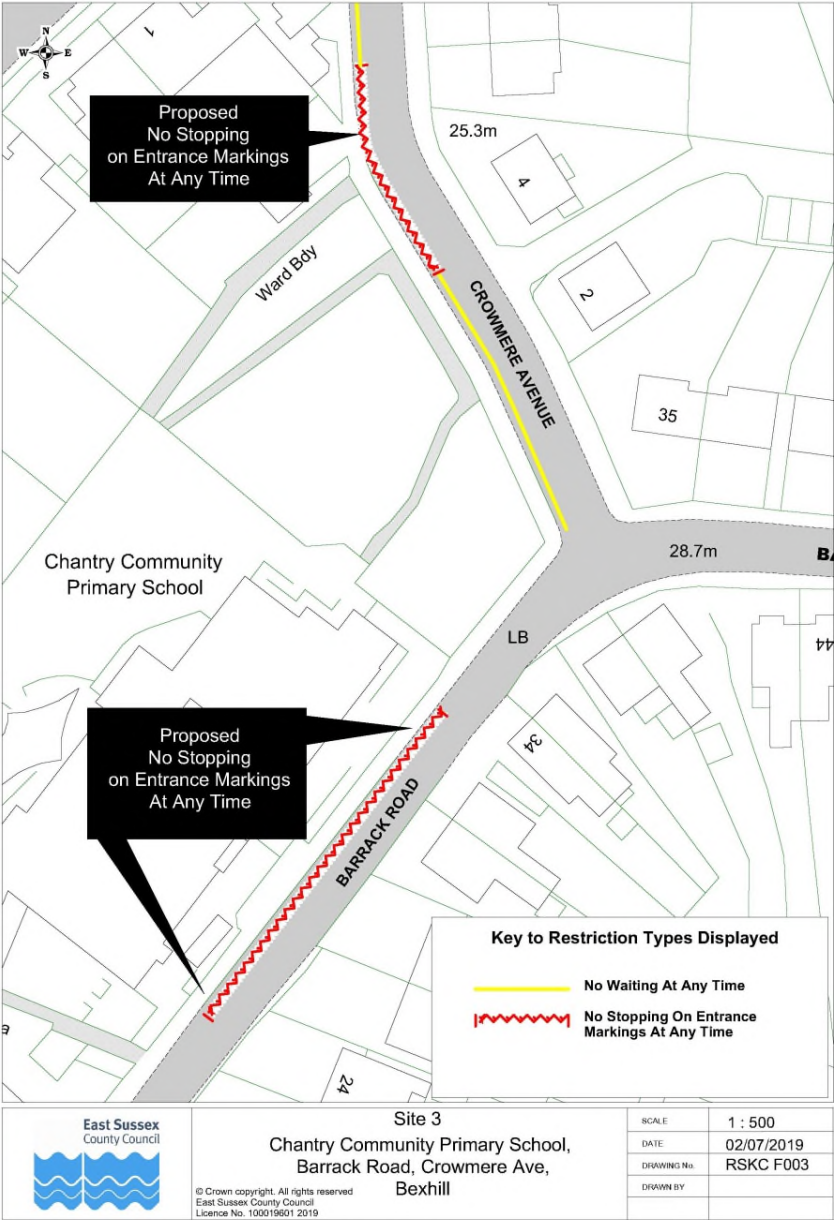 N
W E
S
1
Proposed
No Stopping
on Entrance Markings
At Any Time
25.3m
4
Ward Bdy
2
CROWMERE AVENUE
35
28.7m
BA
Chantry Community
Primary School
LB
44
Proposed
No Stopping
on Entrance Markings
At Any Time
34
BARRACK ROAD
Key to Restriction Types Displayed
No Waiting At Any Time
No Stopping On Entrance
Markings At Any Time
24
East Sussex
County Council
Site 3
Chantry Community Primary School,
Barrack Road, Crowmere Ave,
Bexhill
© Crown copyright. All rights reserved
East Sussex County Council
Licence No. 100019601 2019
SCALE 1 : 500
DATE 02/07/2019
DRAWING No. RSKC F003
DRAWN BY